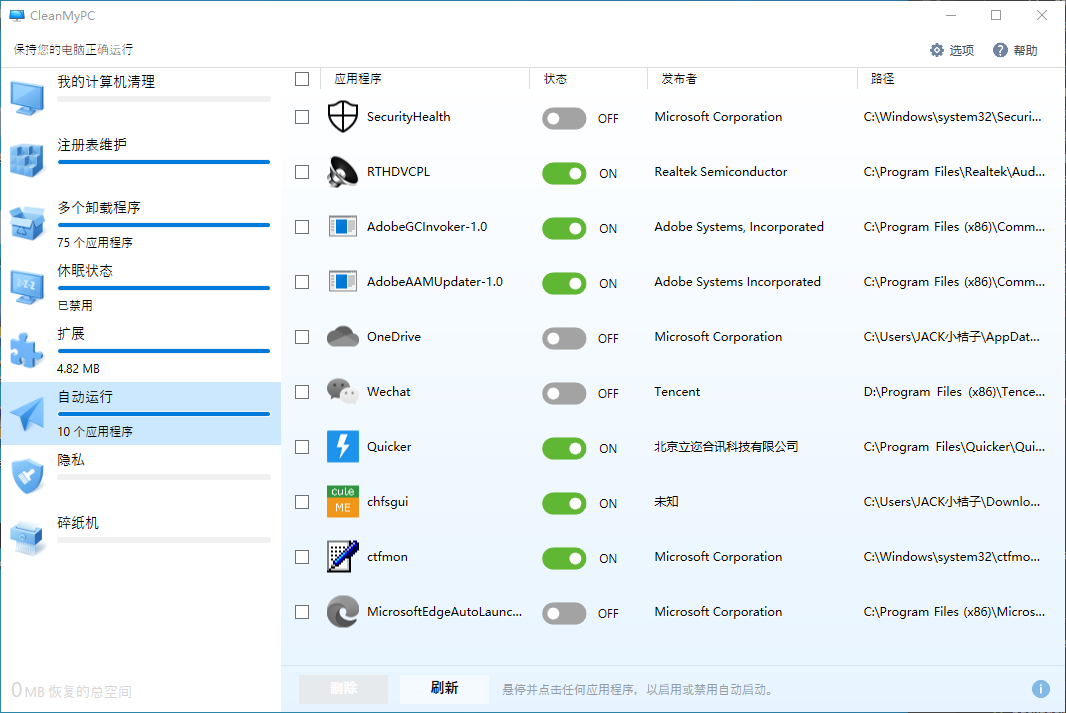 CleanMyPC
保持您的电脑正确运行
选项
帮助
我的计算机清理
注册表维护
多个卸载程序
75 个应用程序
休眠状态
已禁用
扩展
4.82 MB
自动运行
10 个应用程序
隐私
碎纸机
0 MB 恢复的总空间
应用程序 状态 发布者 路径
SecurityHealth OFF Microsoft Corporation C:\Windows\system32\Securi...
RTHDVCPL ON Realtek Semiconductor C:\Program Files\Realtek\Aud...
AdobeGCInvoker-1.0 ON Adobe Systems, Incorporated C:\Program Files (x86)\Comm...
AdobeAAMUpdater-1.0 ON Adobe Systems Incorporated C:\Program Files (x86)\Comm...
OneDrive OFF Microsoft Corporation C:\Users\JACK小桔子\AppDat...
Wechat OFF Tencent D:\Program Files (x86)\Tence...
Quicker ON 北京立迩合讯科技有限公司 C:\Program Files\Quicker\Qui...
cule ME chfsgui ON 未知 C:\Users\JACK小桔子\Downlo...
ctfmon ON Microsoft Corporation C:\Windows\system32\ctfmo...
MicrosoftEdgeAutoLaunc... OFF Microsoft Corporation C:\Program Files (x86)\Micros...
删除 刷新 悬停并点击任何应用程序，以启用或禁用自动启动。